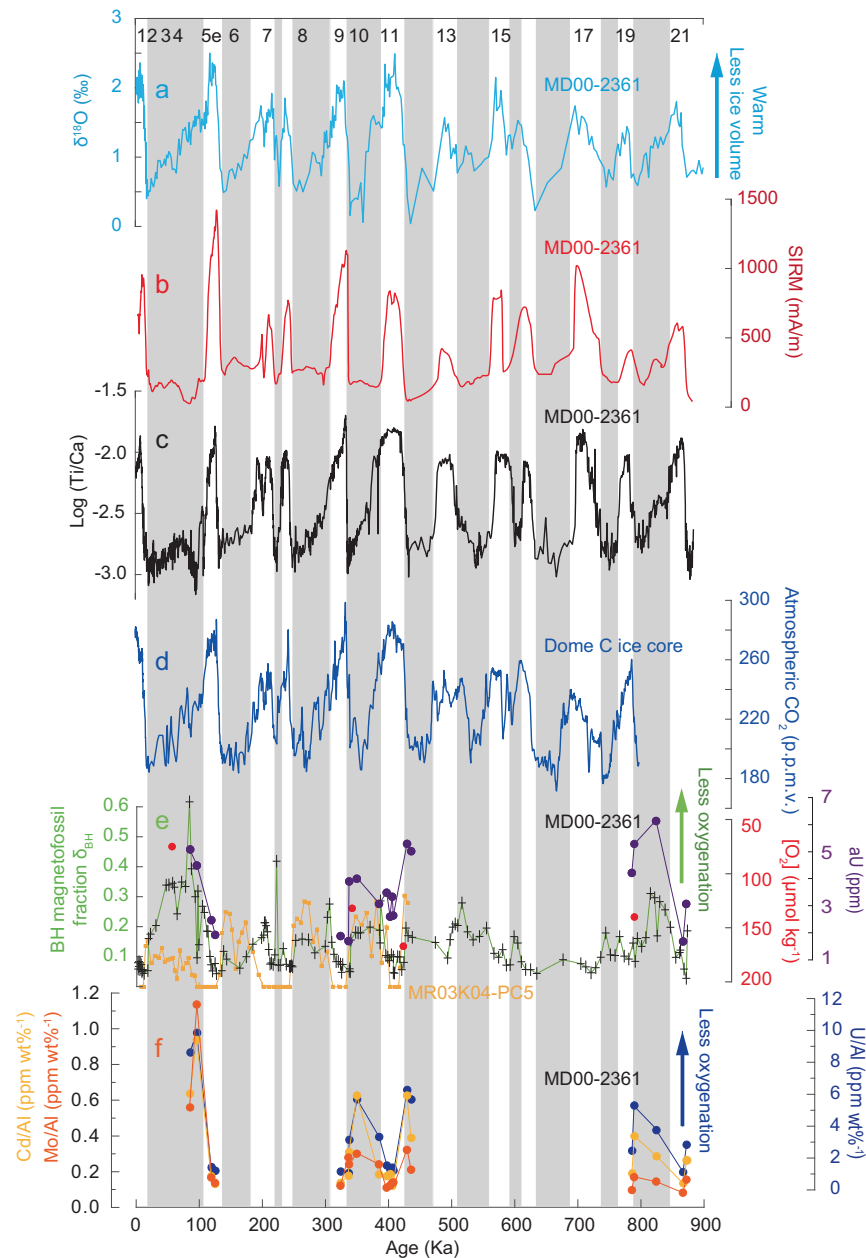 12 3 4 5e 6 7 8 9 10 11 13 15 17 19 21
3
2
1
0
δ18O (‰)
a
MD00-2361
Warm
Less ice volume
1500
1000
500
0
SIRM (mA/m)
b
MD00-2361
-1.5
-2.0
-2.5
-3.0
Log (Ti/Ca)
c
MD00-2361
300
260
220
180
Atmospheric CO2 (p.p.m.v.)
d
Dome C ice core
0.6
0.5
0.4
0.3
0.2
0.1
BH magnetofossil
fraction δBH
e
MD00-2361
Less oxygenation
50
100
150
200
[O2] (µmol kg-1)
7
5
3
1
aU (ppm)
MR03K04-PC5
1.2
1.0
0.8
0.6
0.4
0.2
0.0
Cd/Al (ppm wt%-1)
Mo/Al (ppm wt%-1)
f
MD00-2361
Less oxygenation
12
10
8
6
4
2
0
U/Al (ppm wt%-1)
0 100 200 300 400 500 600 700 800 900
Age (Ka)